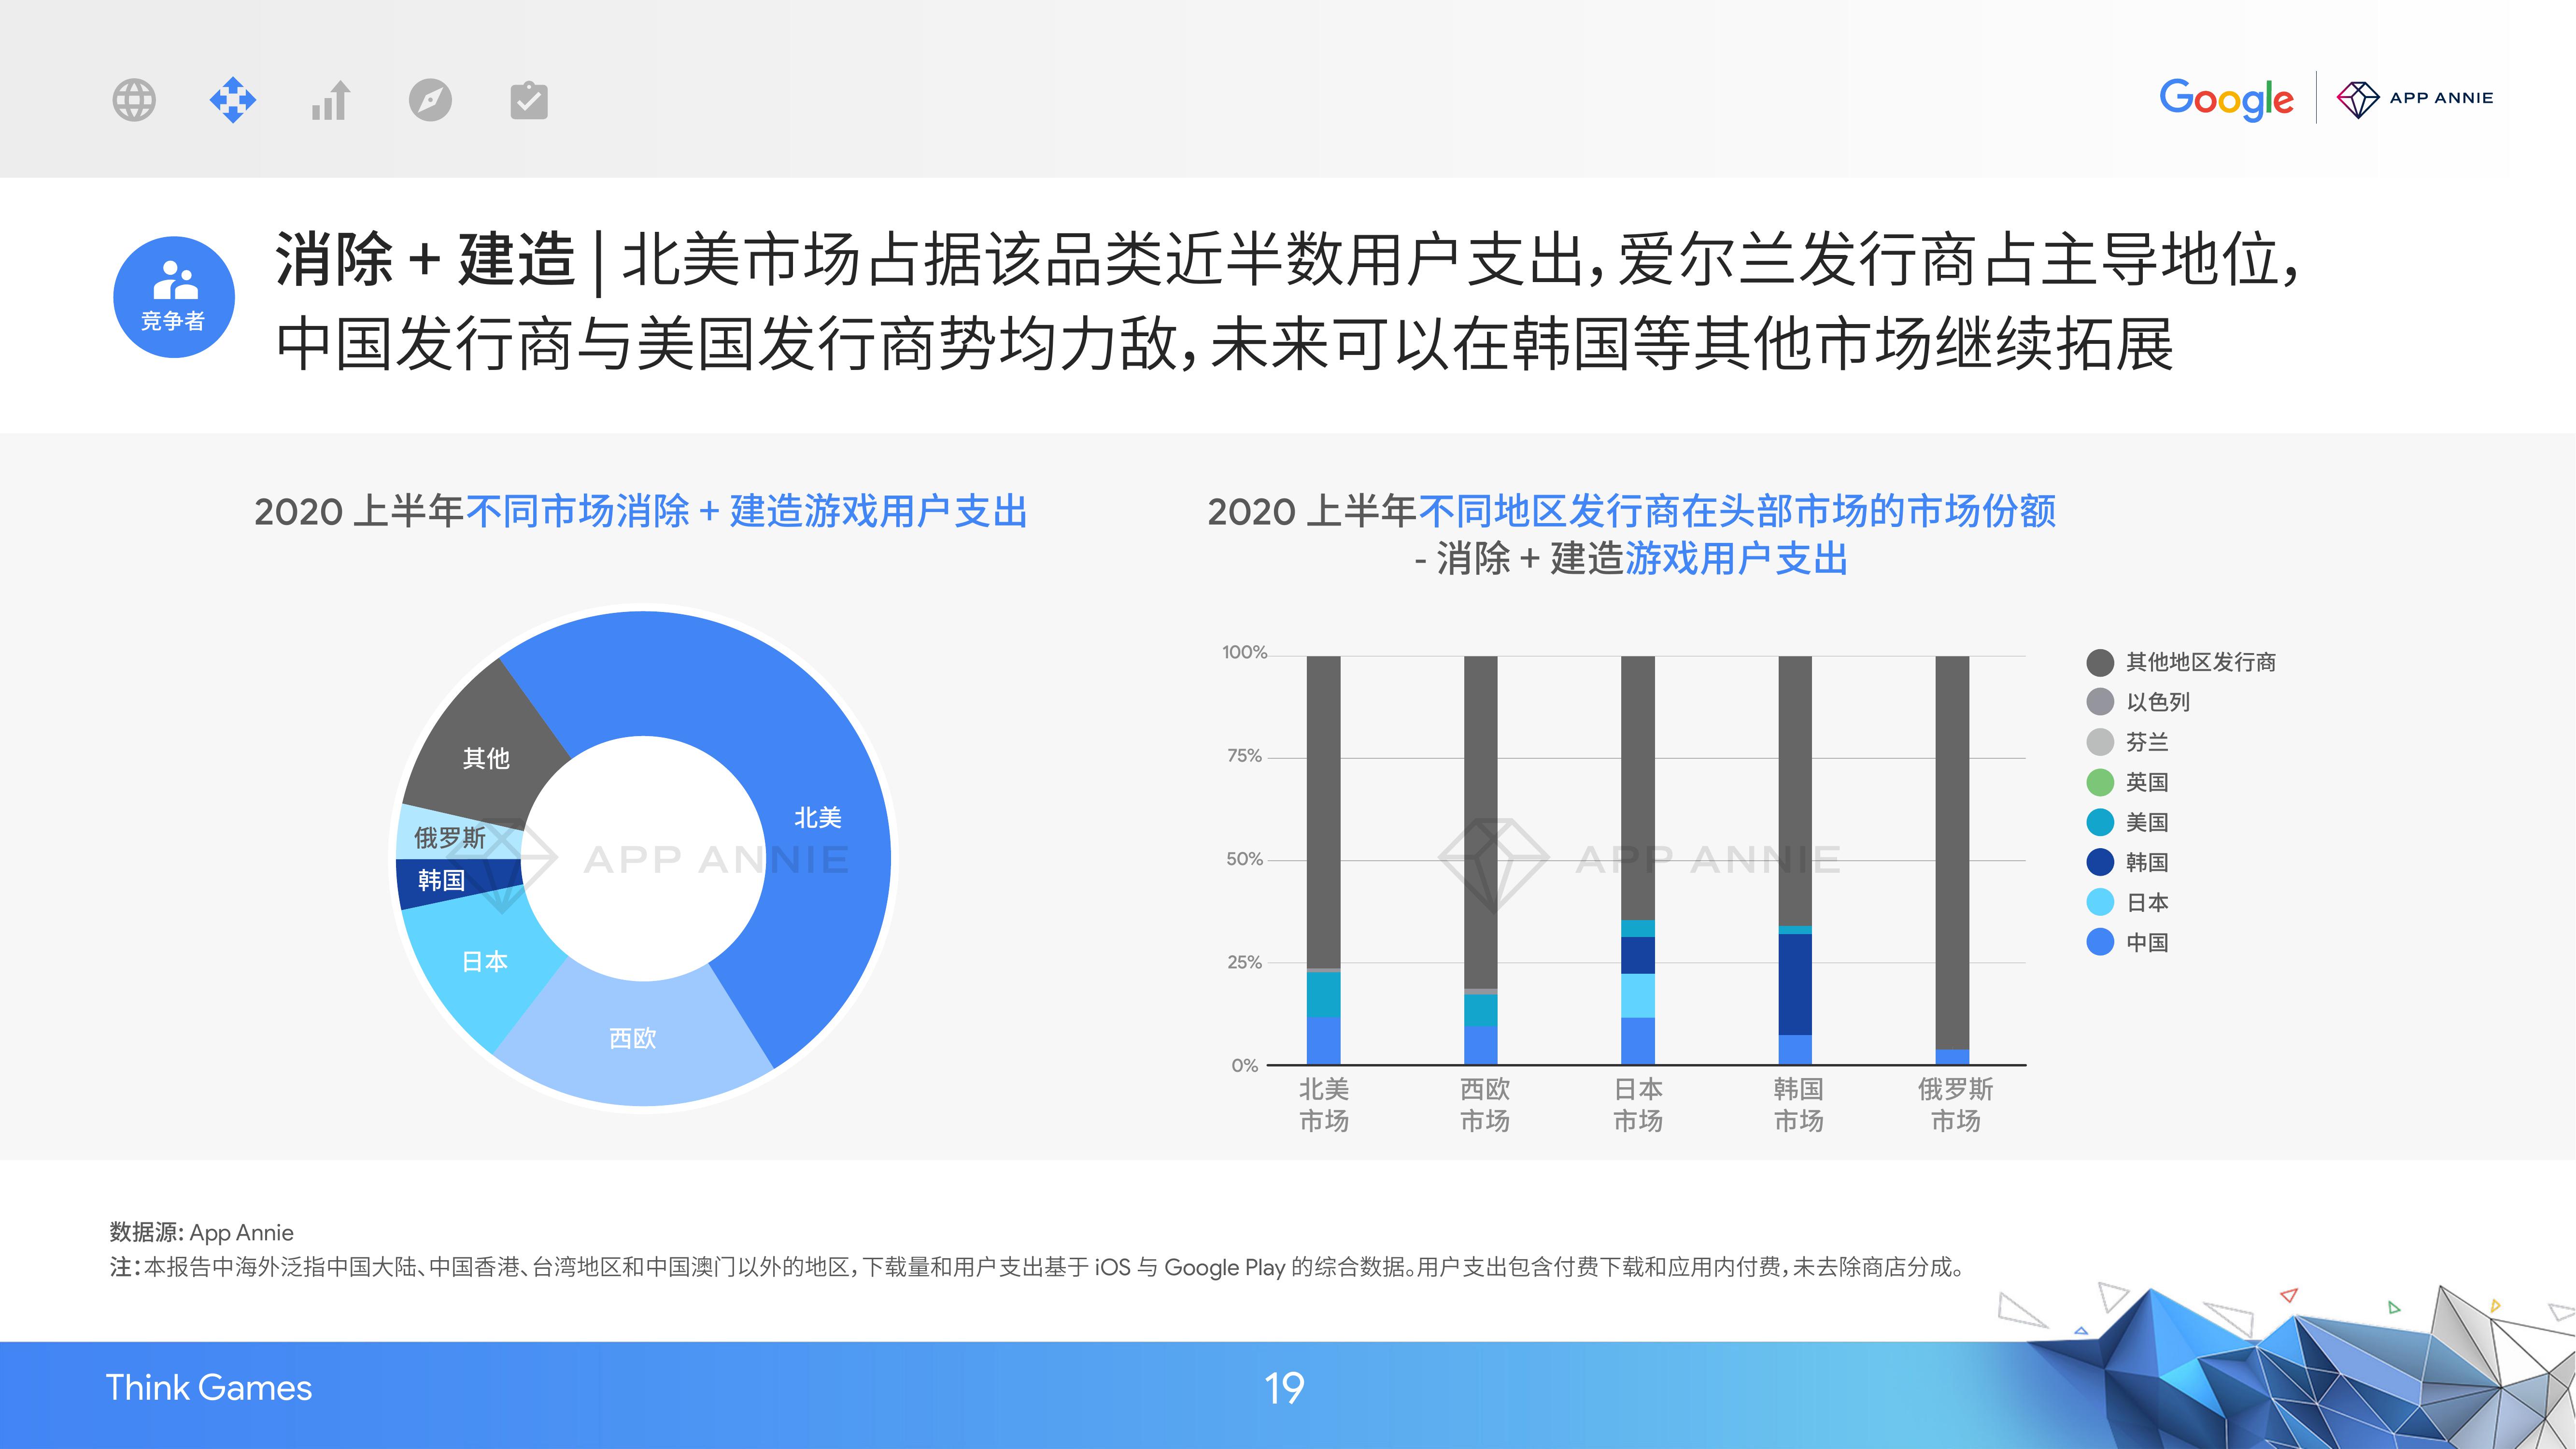 Google | APP ANNIE
竞争者
消除 + 建造 | 北美市场占据该品类近半数用户支出,爱尔兰发行商占主导地位,
中国发行商与美国发行商势均力敌,未来可以在韩国等其他市场继续拓展
2020 上半年不同市场消除 + 建造游戏用户支出
其他
俄罗斯
韩国
日本
西欧
北美
APP ANNIE
2020 上半年不同地区发行商在头部市场的市场份额
- 消除 + 建造游戏用户支出
100%
75%
50%
25%
0%
APP ANNIE
北美
市场
西欧
市场
日本
市场
韩国
市场
俄罗斯
市场
其他地区发行商
以色列
芬兰
英国
美国
韩国
日本
中国
数据源: App Annie
注:本报告中海外泛指中国大陆、中国香港、台湾地区和中国澳门以外的地区,下载量和用户支出基于 iOS 与 Google Play 的综合数据。用户支出包含付费下载和应用内付费,未去除商店分成。
Think Games
19